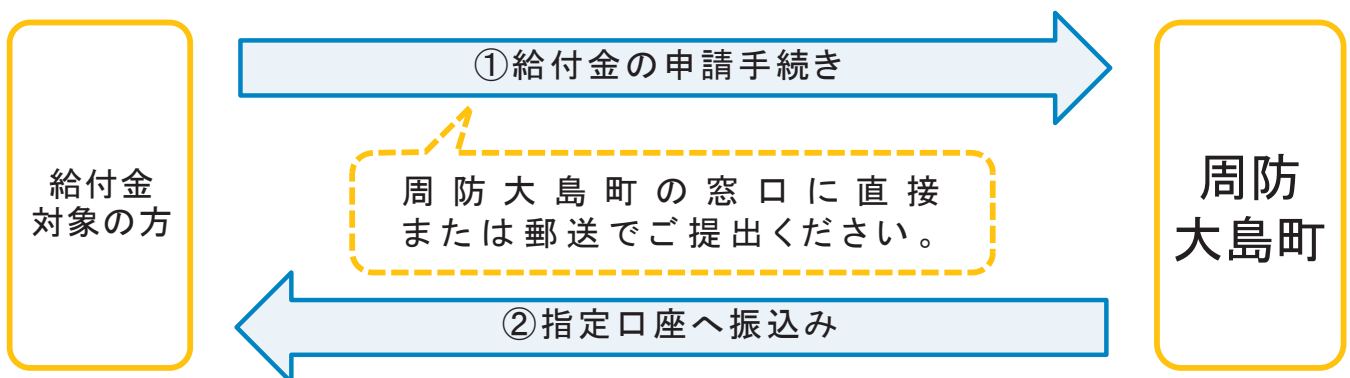 ①給付金の申請手続き
給付金
対象の方
周防大島町の窓口に直接
または郵送でご提出ください。
周防
大島町
②指定口座へ振込み